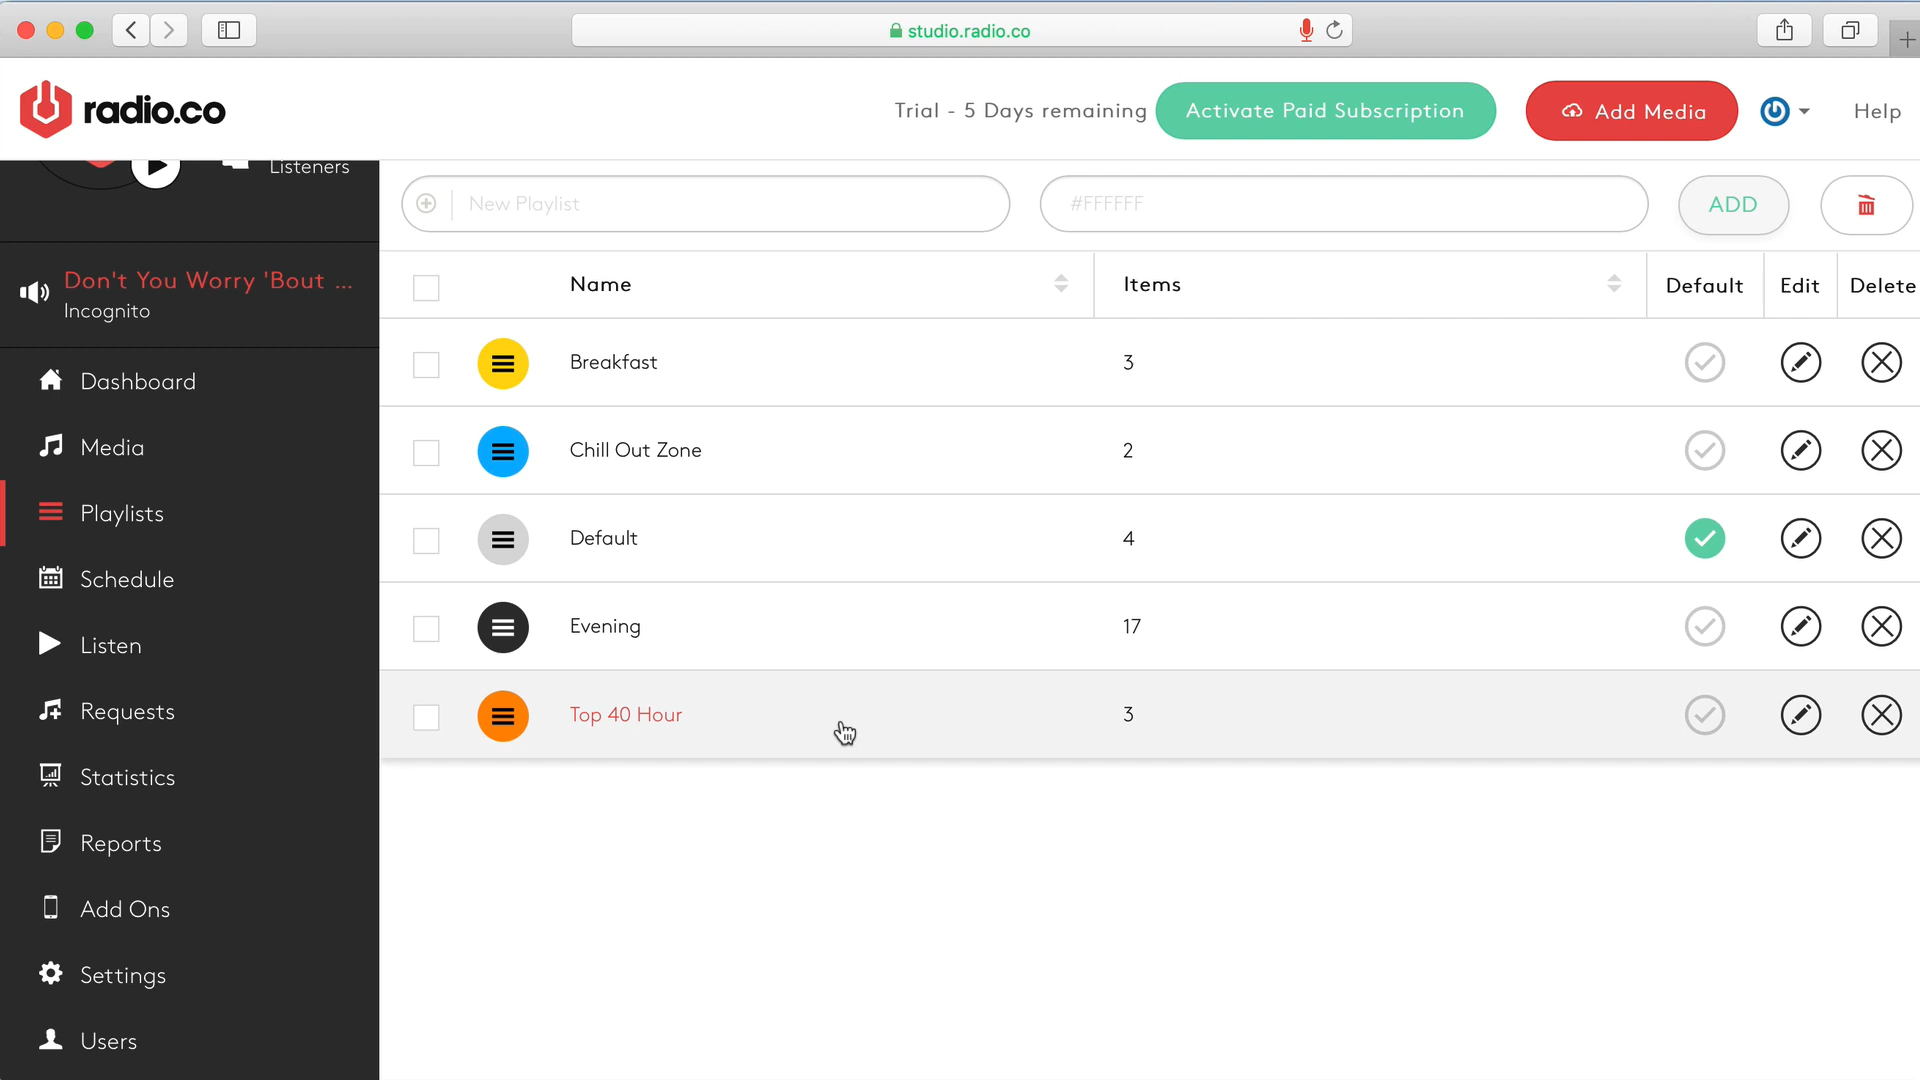 studio.radio.co
radio.co
Trial - 5 Days remaining
Activate Paid Subscription
Add Media
Help
Listeners
New Playlist
#FFFFFF
ADD
Don't You Worry 'Bout ...
Incognito
Name
Items
Default
Edit
Delete
Dashboard
Media
Playlists
Schedule
Listen
Requests
Statistics
Reports
Add Ons
Settings
Users
Breakfast
3
Chill Out Zone
2
Default
4
Evening
17
Top 40 Hour
3